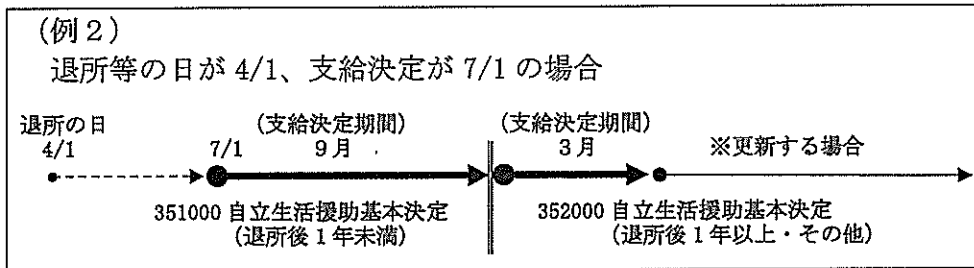 (例2)
退所等の日が 4/1、支給決定が 7/1 の場合
退所の日 (支給決定期間) (支給決定期間)
4/1 7/1 9月 3月 ※更新する場合
351000 自立生活援助基本決定 352000 自立生活援助基本決定
(退所後1年未満) (退所後1年以上・その他)